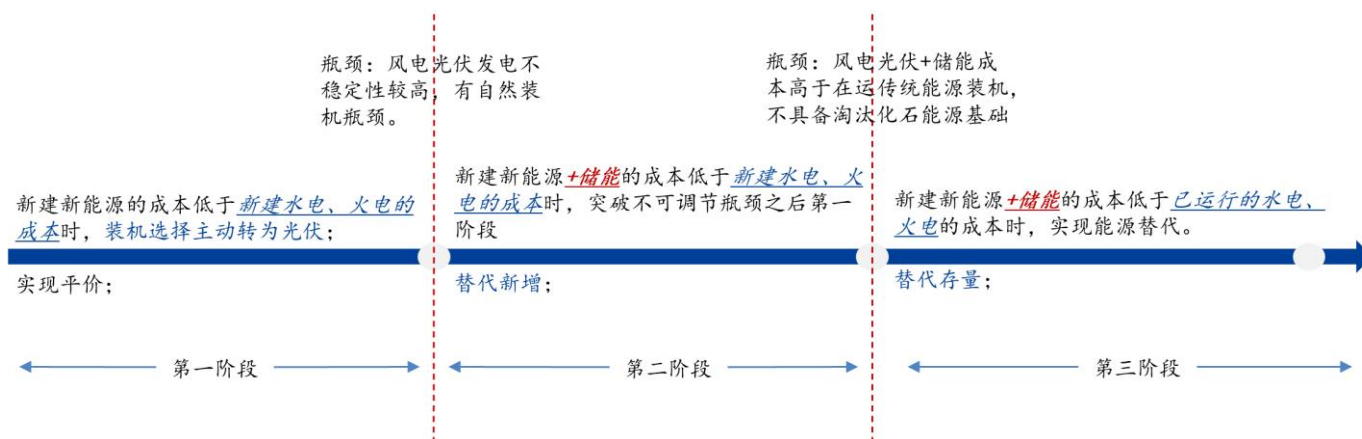 瓶颈：风电光伏发电不
稳定性较高，有自然装
机瓶颈。
瓶颈：风电光伏+储能成
本高于在运传统能源装机，
不具备淘汰化石能源基础
新建新能源的成本低于新建水电、火电的
成本时，装机选择主动转为光伏；
新建新能源+储能的成本低于新建水电、火
电的成本时，突破不可调节瓶颈之后第一
阶段
新建新能源+储能的成本低于已运行的水电、
火电的成本时，实现能源替代。
实现平价；
替代新增；
替代存量；
第一阶段
第二阶段
第三阶段